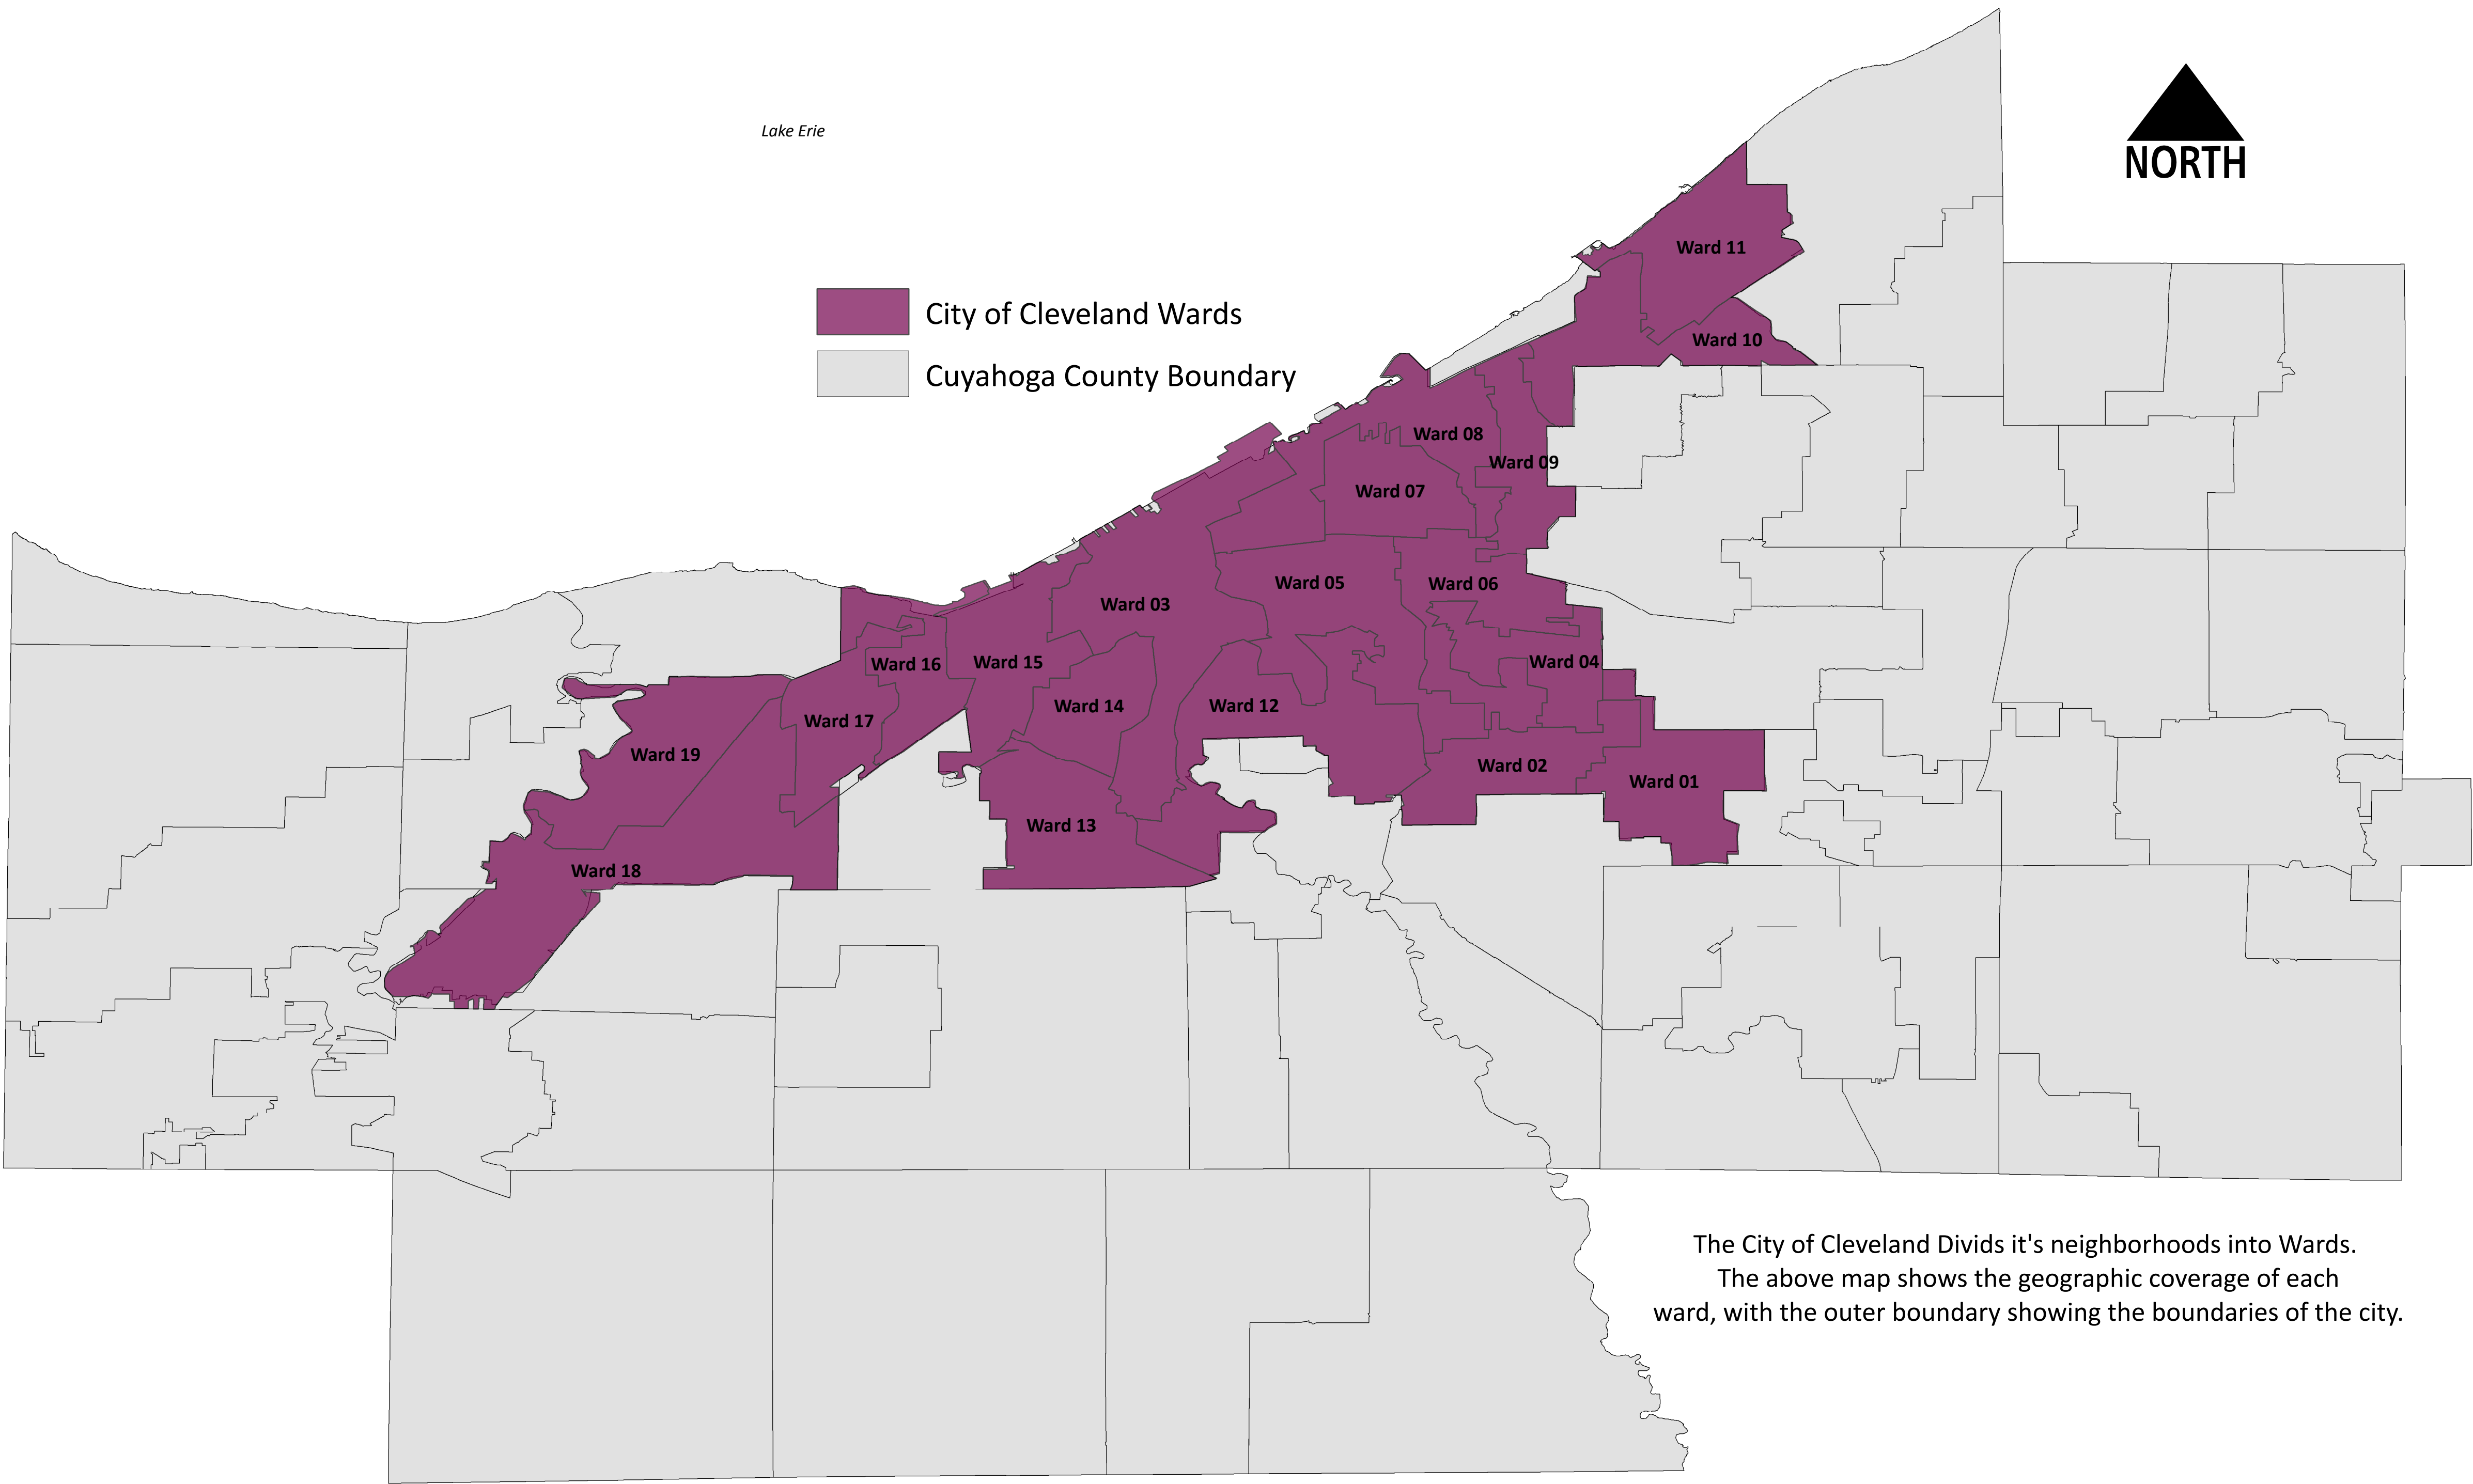 Lake Erie
NORTH
Ward 11
City of Cleveland Wards
Ward 10
Cuyahoga County Boundary
Ward 08
Ward 09
Ward 07
Ward 05
Ward 06
Ward 03
Ward 16
Ward 15
Ward 04
Ward 14
Ward 12
Ward 17
Ward 19
Ward 02
Ward 01
Ward 13
Ward 18
The City of Cleveland Divids it's neighborhoods into Wards.
The above map shows the geographic coverage of each
ward, with the outer boundary showing the boundaries of the city.